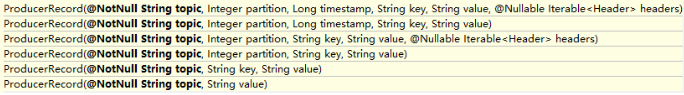 ProducerRecord(@NotNull String topic, Integer partition, Long timestamp, String key, String value, @Nullable Iterable<Header> headers)
ProducerRecord(@NotNull String topic, Integer partition, Long timestamp, String key, String value)
ProducerRecord(@NotNull String topic, Integer partition, String key, String value, @Nullable Iterable<Header> headers)
ProducerRecord(@NotNull String topic, Integer partition, String key, String value)
ProducerRecord(@NotNull String topic, String key, String value)
ProducerRecord(@NotNull String topic, String value)